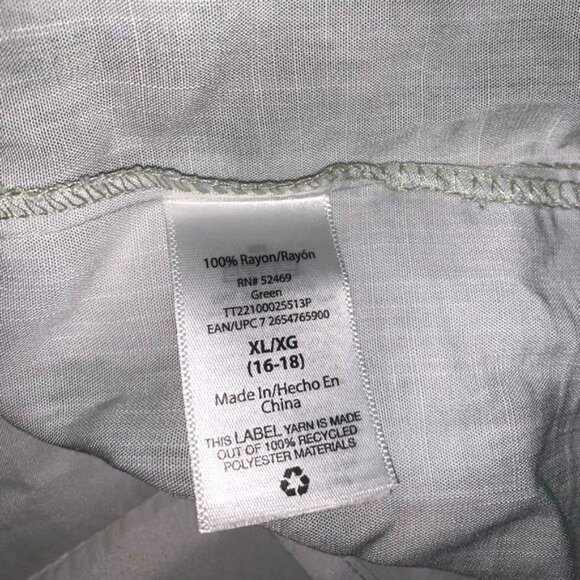 100% Rayon/Rayón
RN# 52469
Green
TT22100025513P
EAN/UPC 7 2654765900
XL/XG
(16-18)
Made In/Hecho En
China
THIS LABEL YARN IS MADE
OUT OF 100% RECYCLED
POLYESTER MATERIALS